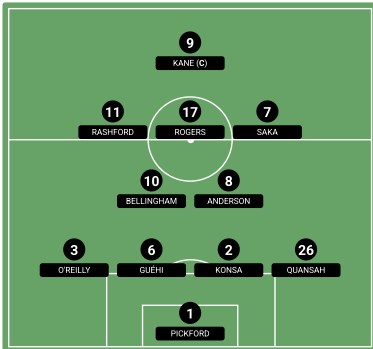 9
KANE (C)
11 17 7
RASHFORD ROGERS SAKA
10 8
BELLINGHAM ANDERSON
3 6 2 26
O'REILLY GUÉHI KONSA QUANSAH
1
PICKFORD